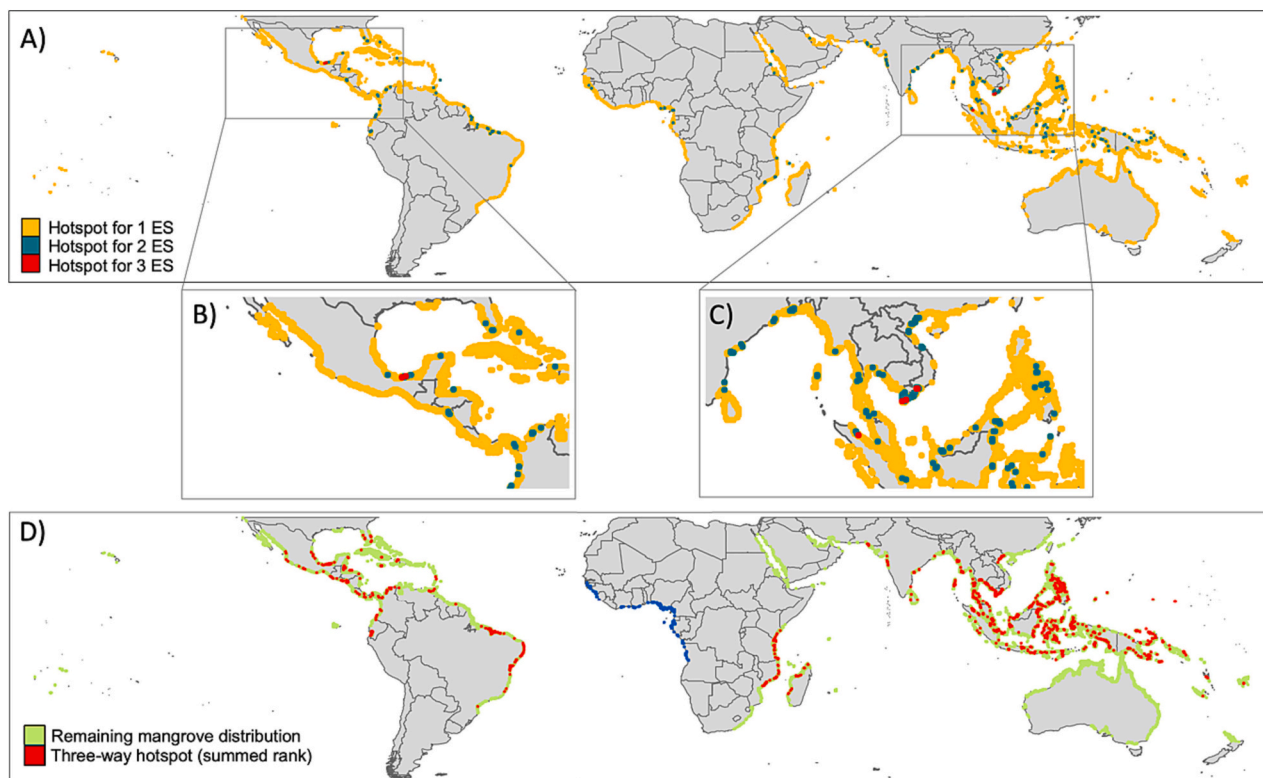 A)
Hotspot for 1 ES
Hotspot for 2 ES
Hotspot for 3 ES
B)
C)
D)
Remaining mangrove distribution
Three-way hotspot (summed rank)